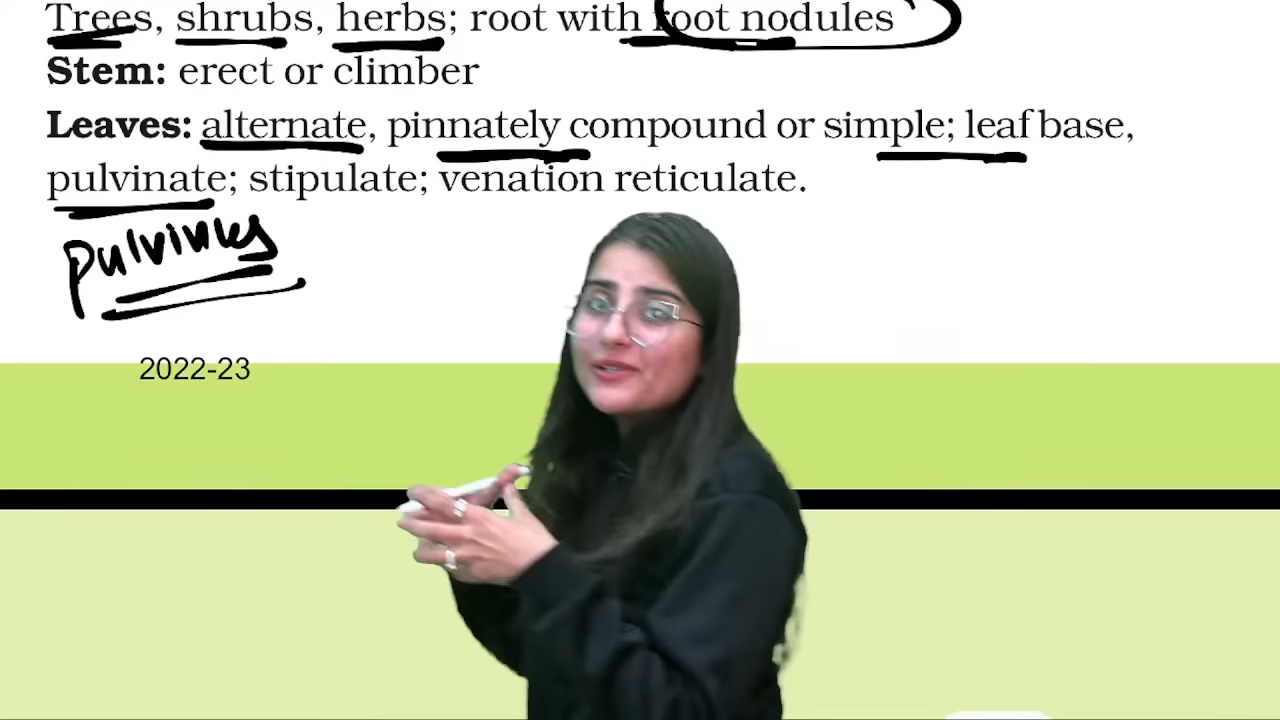 Trees, shrubs, herbs; root with root nodules
Stem: erect or climber
Leaves: alternate, pinnately compound or simple; leaf base,
pulvinate; stipulate; venation reticulate.
pulvinus
2022-23